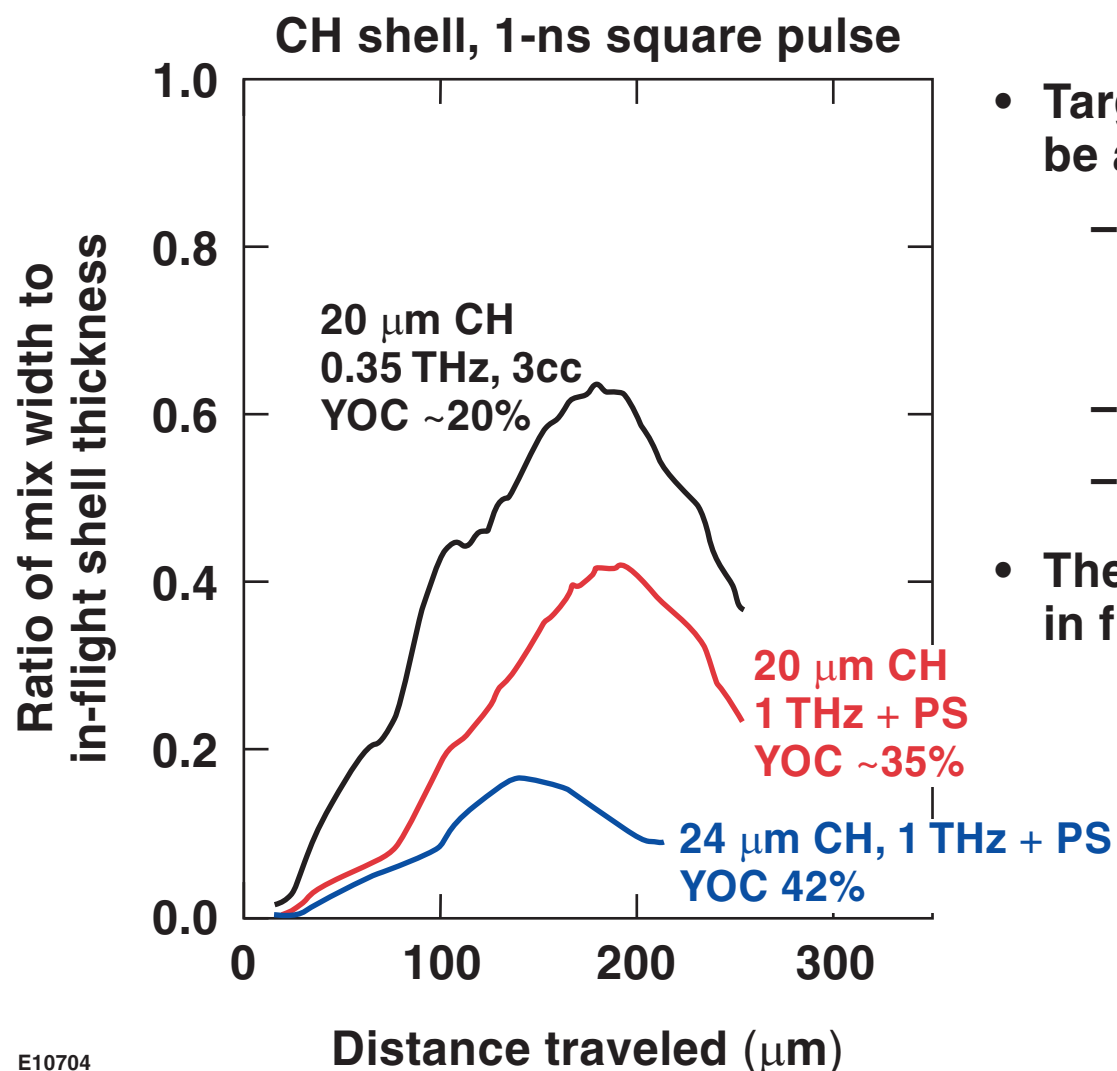 CH shell, 1-ns square pulse
1.0
0.8
0.6
0.4
0.2
0.0
Ratio of mix width to
in-flight shell thickness
20 μm CH
0.35 THz, 3cc
YOC ~20%
20 μm CH
1 THz + PS
YOC ~35%
24 μm CH, 1 THz + PS
YOC 42%
0 100 200 300
Distance traveled (μm)
E10704
• Targ
be a
–
–
–
• The
in f